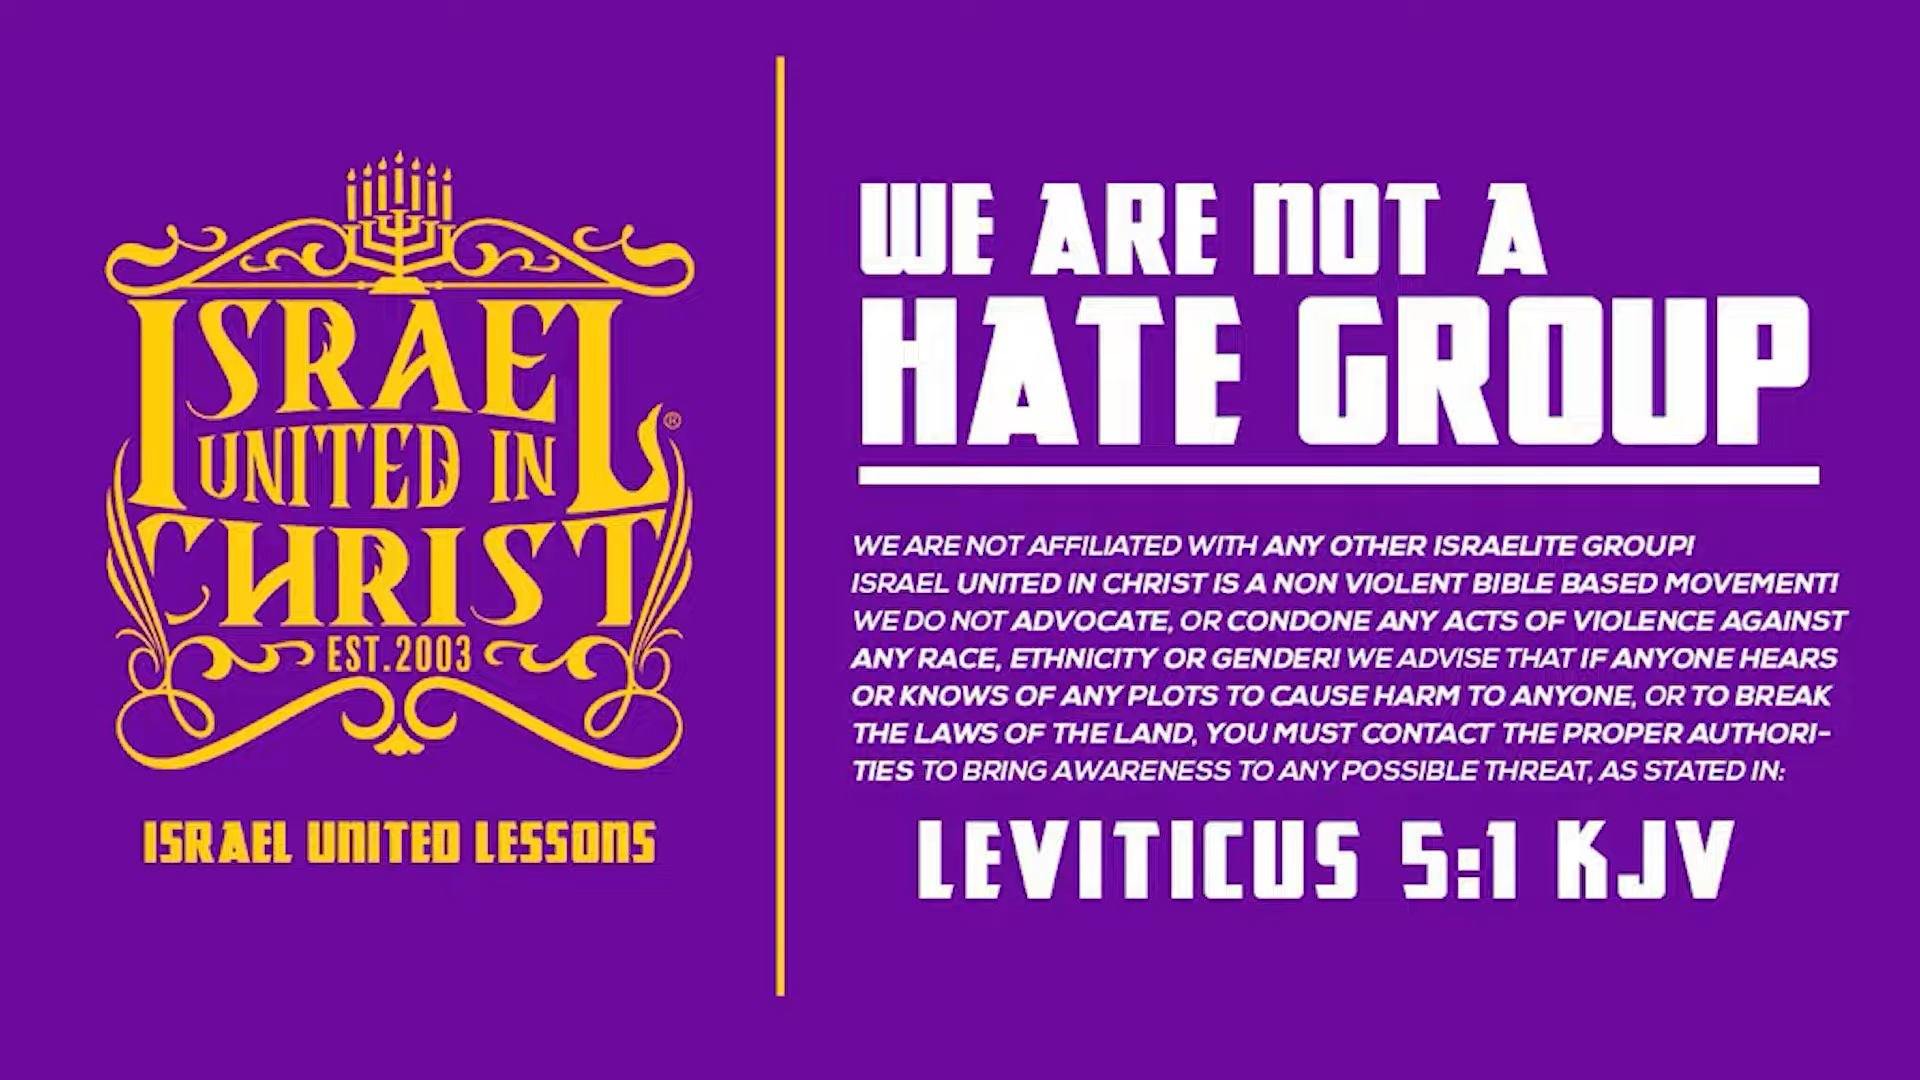 ISRAEL
UNITED IN
CHRIST
®
EST.2003
ISRAEL UNITED LESSONS
WE ARE NOT A
HATE GROUP
WE ARE NOT AFFILIATED WITH ANY OTHER ISRAELITE GROUP!
ISRAEL UNITED IN CHRIST IS A NON VIOLENT BIBLE BASED MOVEMENT!
WE DO NOT ADVOCATE, OR CONDONE ANY ACTS OF VIOLENCE AGAINST
ANY RACE, ETHNICITY OR GENDER! WE ADVISE THAT IF ANYONE HEARS
OR KNOWS OF ANY PLOTS TO CAUSE HARM TO ANYONE, OR TO BREAK
THE LAWS OF THE LAND, YOU MUST CONTACT THE PROPER AUTHORI-
TIES TO BRING AWARENESS TO ANY POSSIBLE THREAT, AS STATED IN:
LEVITICUS 5:1 KJV